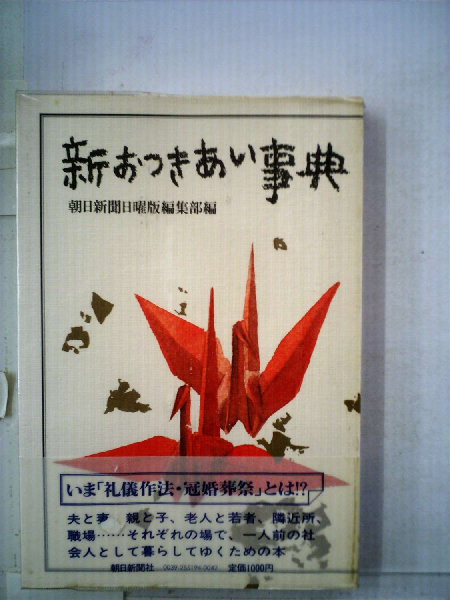 新おつきあい事典
朝日新聞日曜版編集部編
いま「礼儀作法・冠婚葬祭」とは!?
夫と夢　親と子、老人と若者、隣近所、
職場……それぞれの場で、一人前の社
会人として暮らしてゆくための本
朝日新聞社 0039-255194-0042 定価1000円